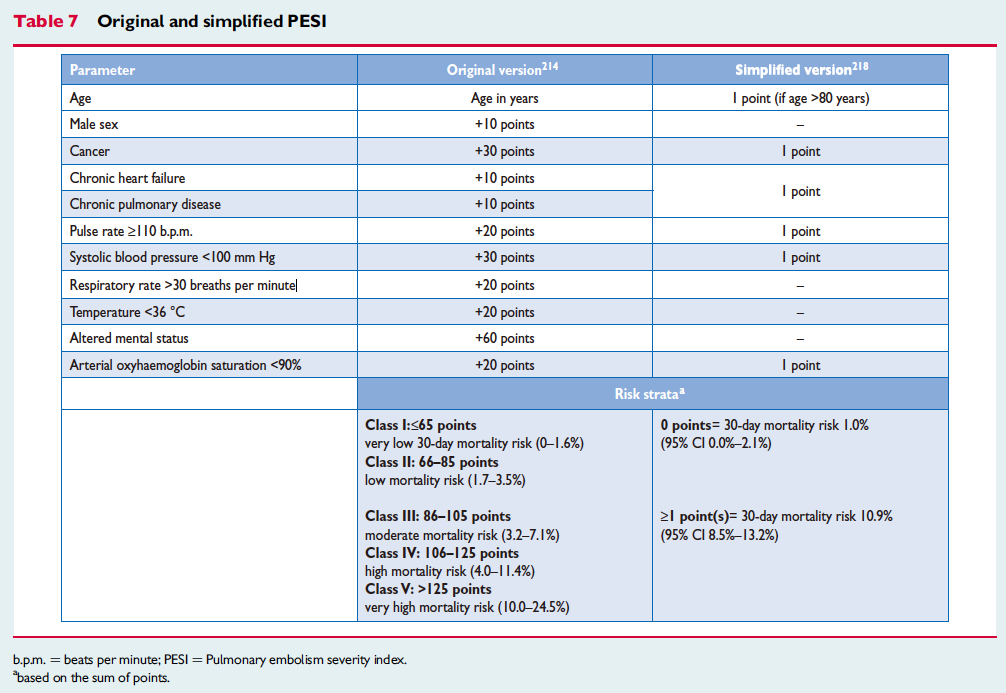 Table 7 Original and simplified PESI
Parameter Original version214 Simplified version218
Age Age in years 1 point (if age >80 years)
Male sex +10 points –
Cancer +30 points 1 point
Chronic heart failure +10 points
1 point
Chronic pulmonary disease +10 points
Pulse rate ≥110 b.p.m. +20 points 1 point
Systolic blood pressure <100 mm Hg +30 points 1 point
Respiratory rate >30 breaths per minute +20 points –
Temperature <36 °C +20 points –
Altered mental status +60 points –
Arterial oxyhaemoglobin saturation <90% +20 points 1 point
Risk strataa
Class I:≤65 points
very low 30-day mortality risk (0–1.6%)
Class II: 66–85 points
low mortality risk (1.7–3.5%)
Class III: 86–105 points
moderate mortality risk (3.2–7.1%)
Class IV: 106–125 points
high mortality risk (4.0–11.4%)
Class V: >125 points
very high mortality risk (10.0–24.5%)
0 points= 30-day mortality risk 1.0%
(95% CI 0.0%–2.1%)
≥1 point(s)= 30-day mortality risk 10.9%
(95% CI 8.5%–13.2%)
b.p.m. = beats per minute; PESI = Pulmonary embolism severity index.
abased on the sum of points.